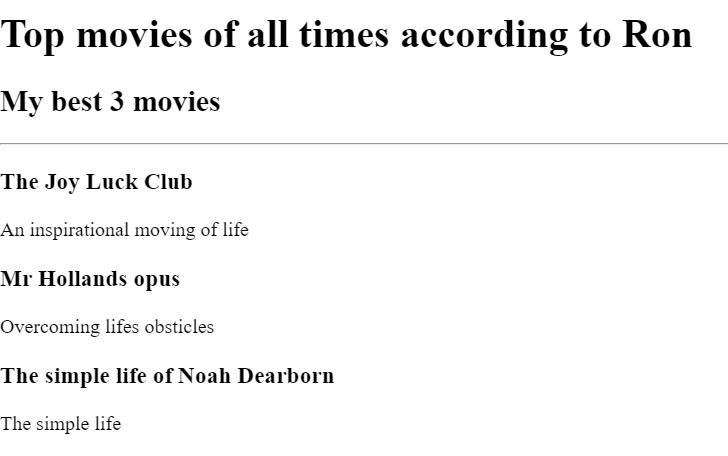 Top movies of all times according to Ron
My best 3 movies
The Joy Luck Club
An inspirational moving of life
Mr Hollands opus
Overcoming lifes obsticles
The simple life of Noah Dearborn
The simple life